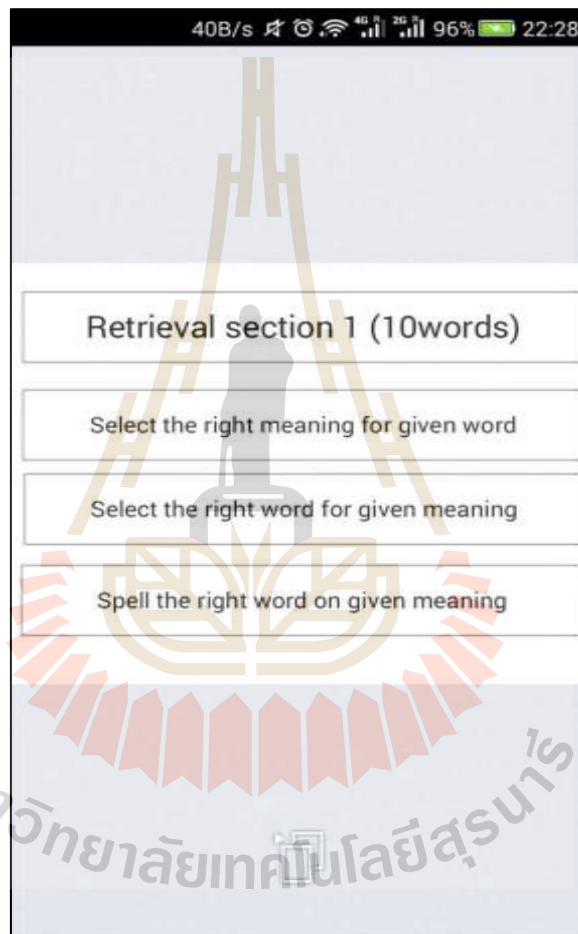 40B/s 4G 2G R 96% 22:28
Retrieval section 1 (10words)
Select the right meaning for given word
Select the right word for given meaning
Spell the right word on given meaning
วิทยาลัยเทคโนโลยีสุรนาร